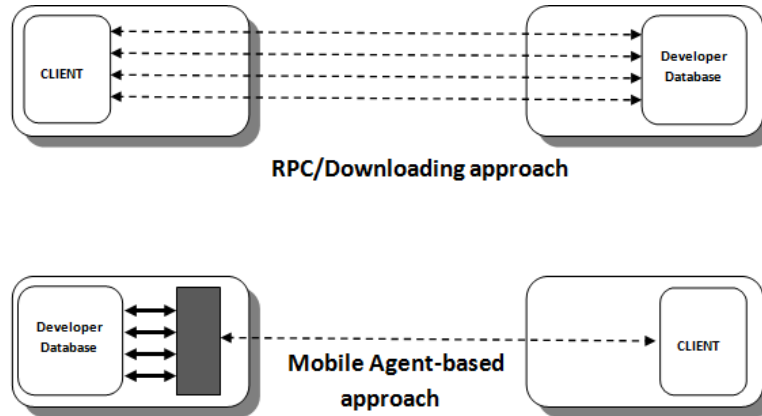 CLIENT
Developer
Database
RPC/Downloading approach
Developer
Database
Mobile Agent-based
approach
CLIENT